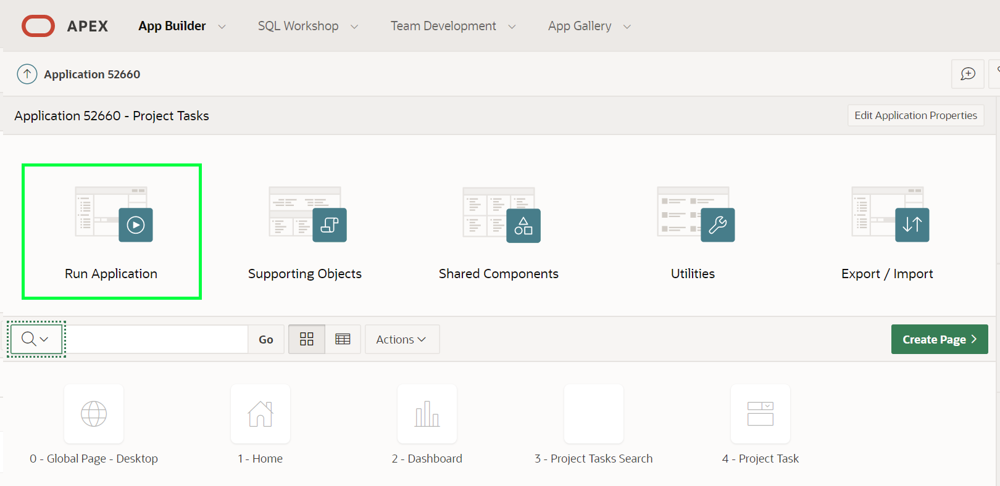 APEX App Builder SQL Workshop Team Development App Gallery
Application 52660
Application 52660 - Project Tasks Edit Application Properties
Run Application Supporting Objects Shared Components Utilities Export / Import
Go Actions Create Page
0 - Global Page - Desktop 1 - Home 2 - Dashboard 3 - Project Tasks Search 4 - Project Task